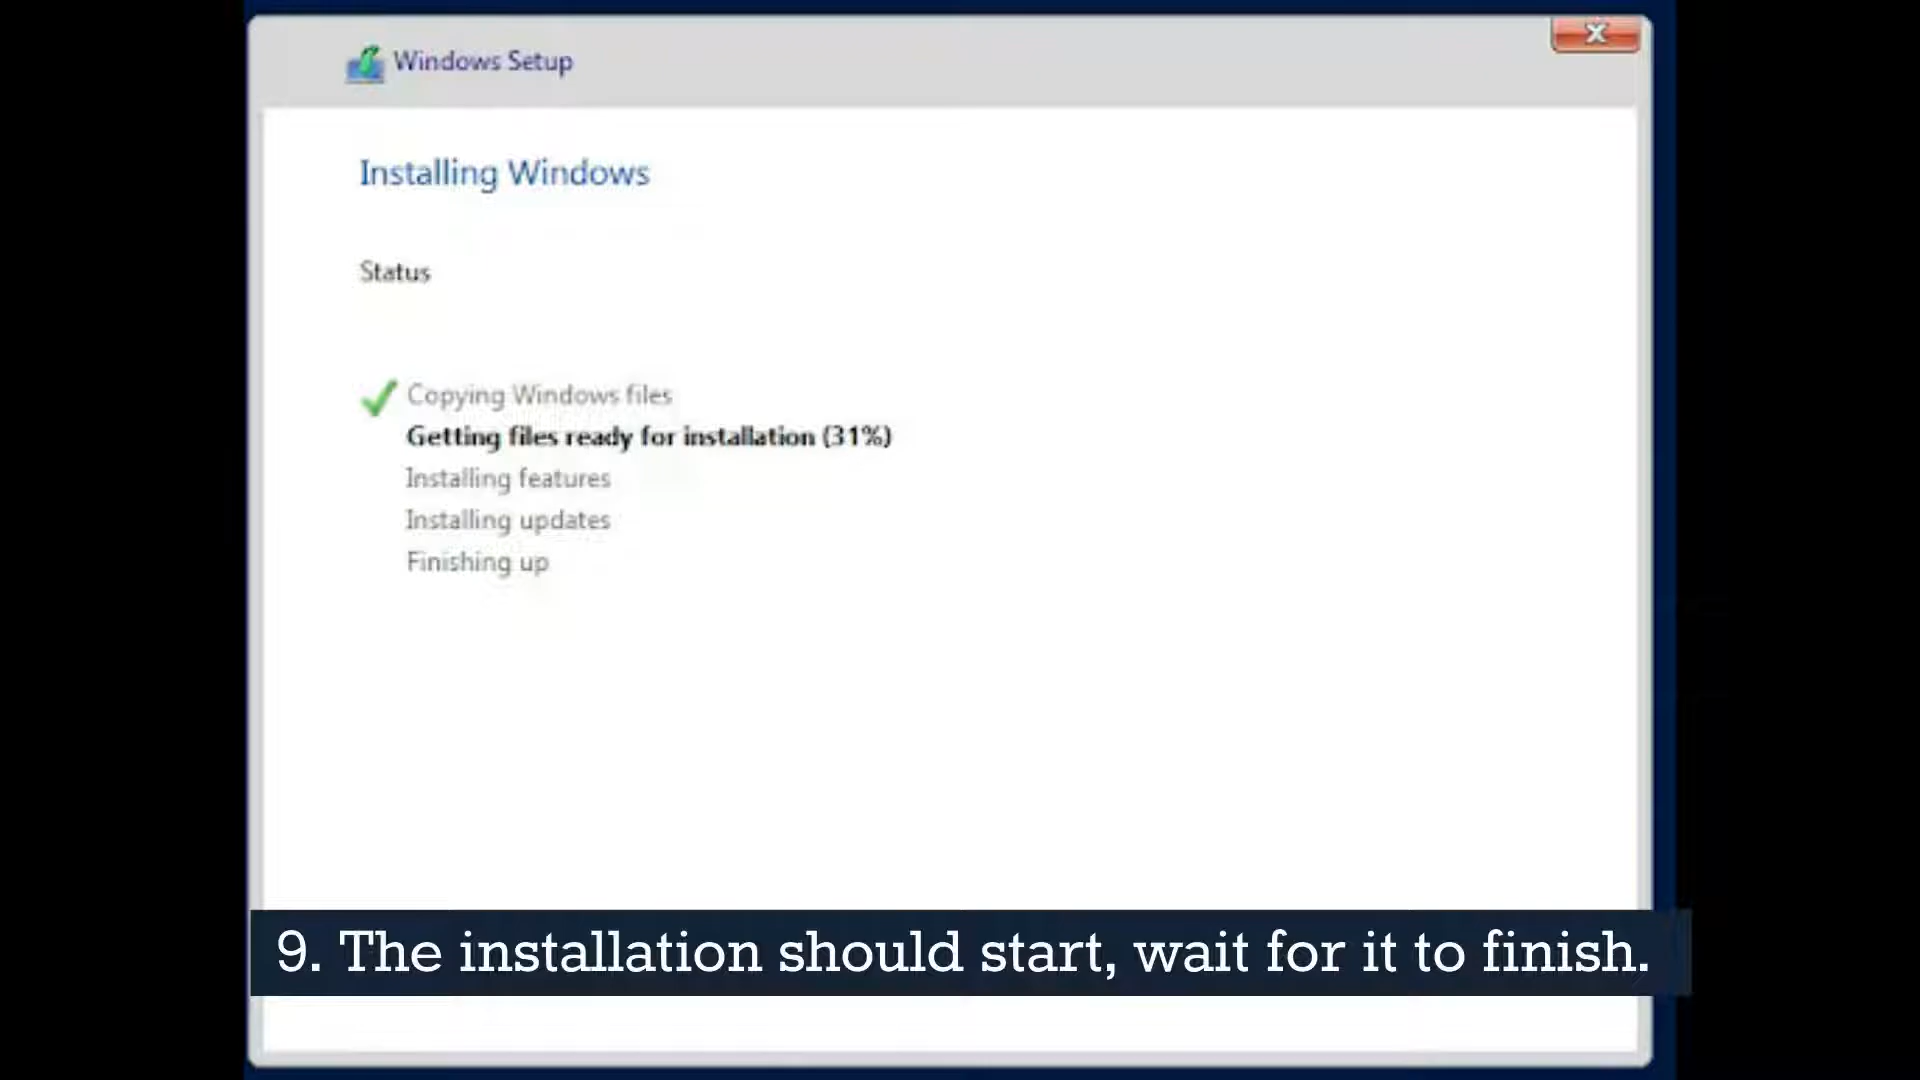 Windows Setup
Installing Windows
Status
Copying Windows files
Getting files ready for installation (31%)
Installing features
Installing updates
Finishing up
9. The installation should start, wait for it to finish.